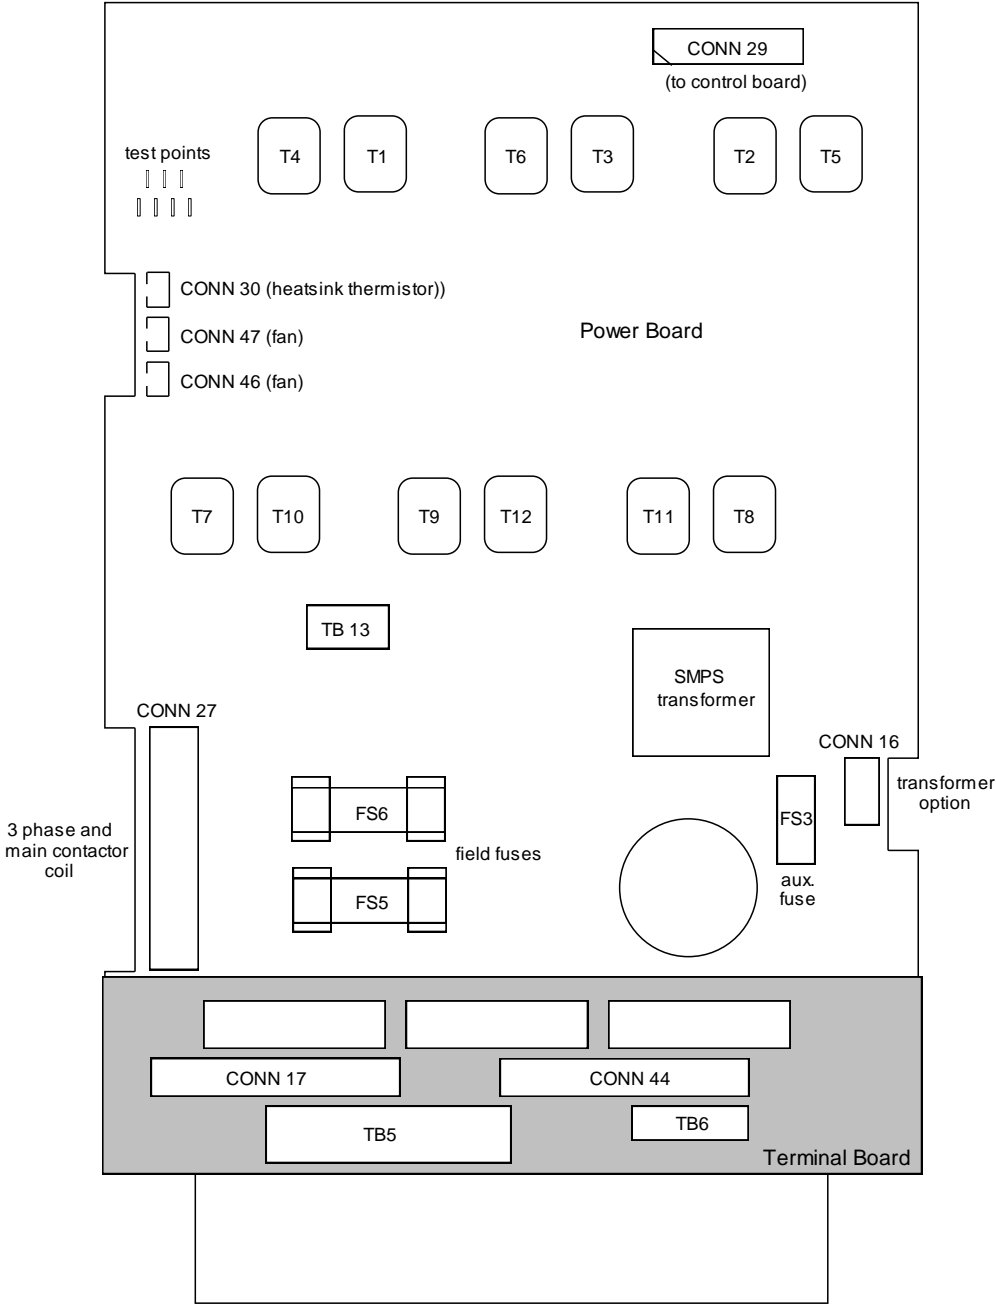 CONN 29
(to control board)
test points
T4
T1
T6
T3
T2
T5
CONN 30 (heatsink thermistor))
CONN 47 (fan)
CONN 46 (fan)
Power Board
T7
T10
T9
T12
T11
T8
TB 13
SMPS
transformer
CONN 27
CONN 16
transformer
option
3 phase and
main contactor
coil
FS6
FS5
field fuses
FS3
aux.
fuse
CONN 17
CONN 44
TB5
TB6
Terminal Board